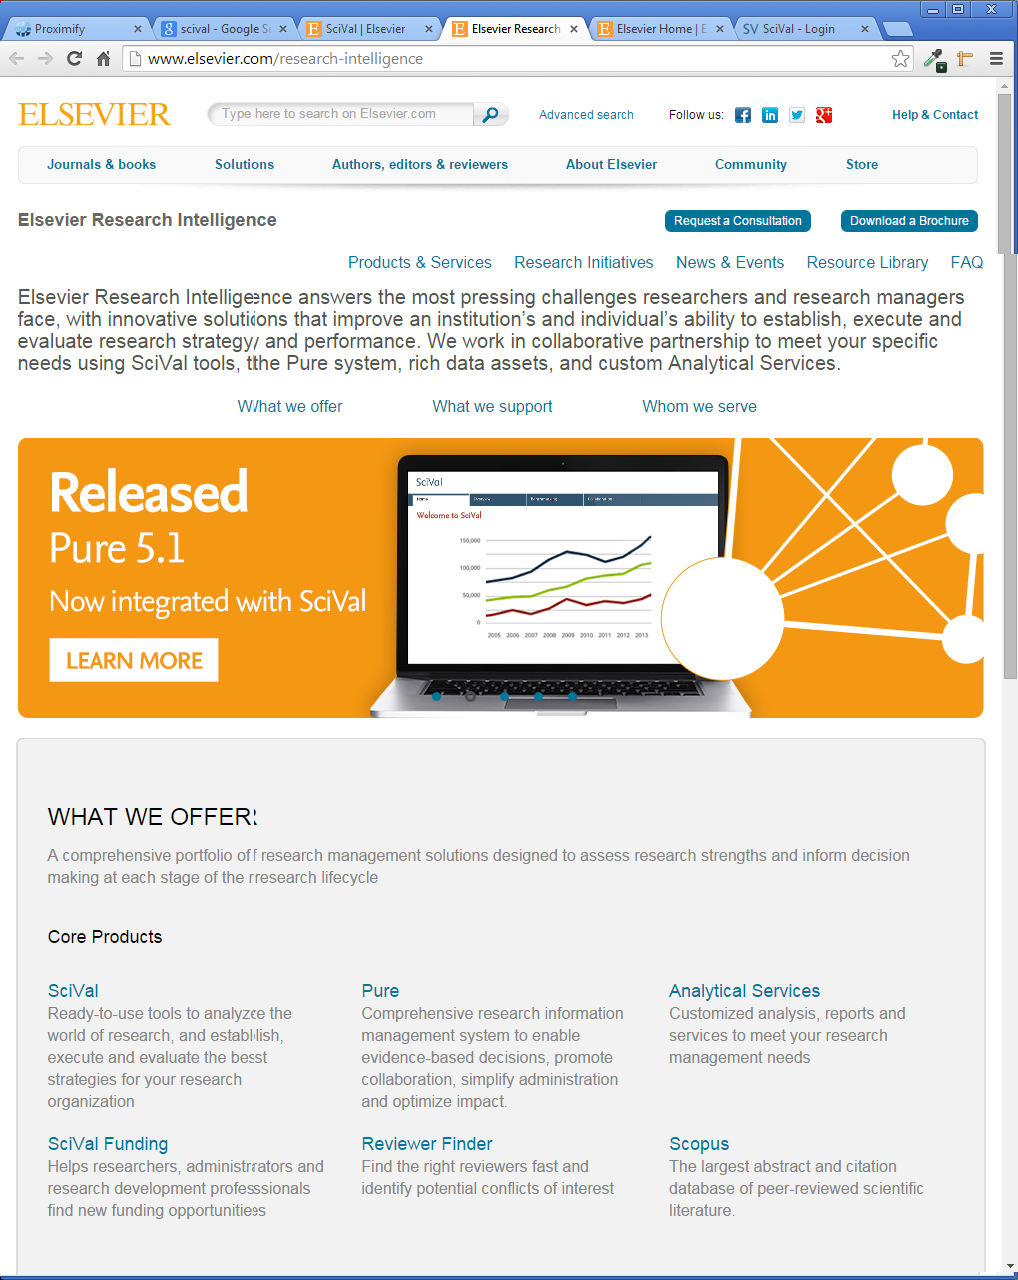 Proximify
scival - Google Se
SciVal | Elsevier
Elsevier Research
Elsevier Home | E
SV SciVal - Login
www.elsevier.com/research-intelligence
ELSEVIER
Type here to search on Elsevier.com
Advanced search
Follow us:
Help & Contact
Journals & books
Solutions
Authors, editors & reviewers
About Elsevier
Community
Store
Elsevier Research Intelligence
Request a Consultation
Download a Brochure
Products & Services
Research Initiatives
News & Events
Resource Library
FAQ
Elsevier Research Intelligence answers the most pressing challenges researchers and research managers
face, with innovative solutions that improve an institution's and individual's ability to establish, execute and
evaluate research strategy and performance. We work in collaborative partnership to meet your specific
needs using SciVal tools, tthe Pure system, rich data assets, and custom Analytical Services.
What we offer
What we support
Whom we serve
Released
Pure 5.1
Now integrated with SciVal
LEARN MORE
SciVal
Home
Overview
Benchmarking
Collaboration
Welcome to SciVal
150,000
100,000
50,000
0
2005 2006 2007 2008 2009 2010 2011 2012 2013
WHAT WE OFFER:
A comprehensive portfolio of research management solutions designed to assess research strengths and inform decision
making at each stage of the rresearch lifecycle
Core Products
SciVal
Ready-to-use tools to analyze the
world of research, and establish,
execute and evaluate the best
strategies for your research
organization
Pure
Comprehensive research information
management system to enable
evidence-based decisions, promote
collaboration, simplify administration
and optimize impact.
Analytical Services
Customized analysis, reports and
services to meet your research
management needs
SciVal Funding
Helps researchers, administrators and
research development professionals
find new funding opportunities
Reviewer Finder
Find the right reviewers fast and
identify potential conflicts of interest
Scopus
The largest abstract and citation
database of peer-reviewed scientific
literature.